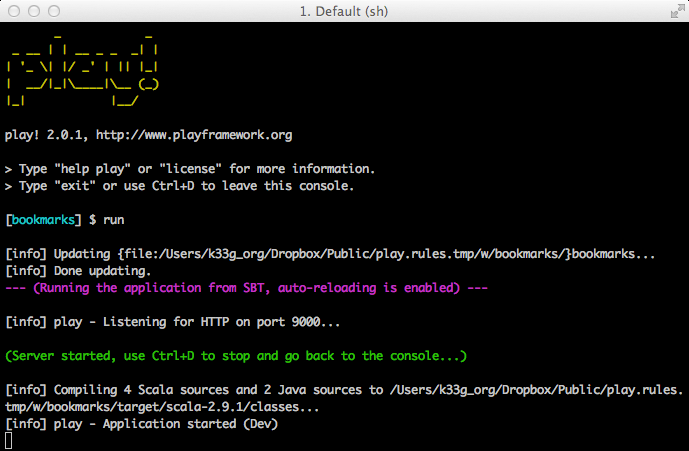 1. Default (sh)
play!
play! 2.0.1, http://www.playframework.org
> Type "help play" or "license" for more information.
> Type "exit" or use Ctrl+D to leave this console.
[bookmarks] $ run
[info] Updating {file:/Users/k33g_org/Dropbox/Public/play.rules.tmp/w/bookmarks/}bookmarks...
[info] Done updating.
--- (Running the application from SBT, auto-reloading is enabled) ---
[info] play - Listening for HTTP on port 9000...
(Server started, use Ctrl+D to stop and go back to the console...)
[info] Compiling 4 Scala sources and 2 Java sources to /Users/k33g_org/Dropbox/Public/play.rules.
tmp/w/bookmarks/target/scala-2.9.1/classes...
[info] play - Application started (Dev)